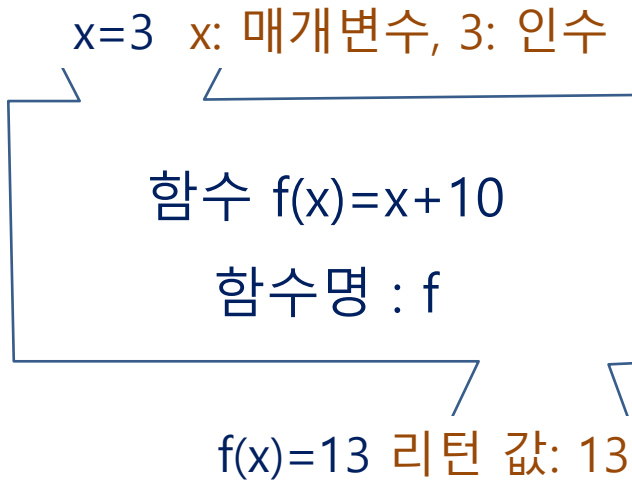 x=3 x: 매개변수, 3: 인수
함수 f(x)=x+10
함수명 : f
f(x)=13 리턴 값: 13